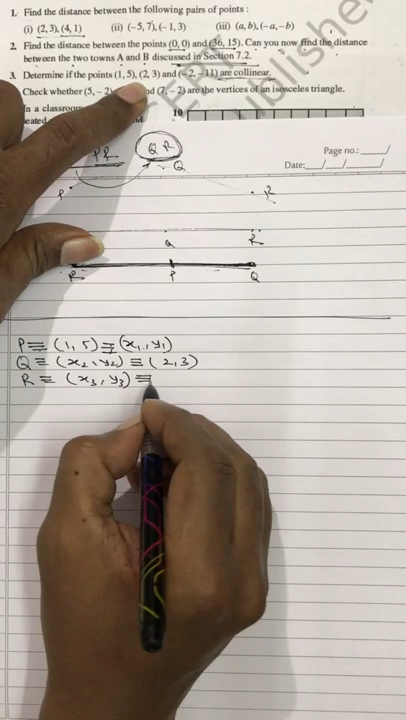 1. Find the distance between the following pairs of points :
(i) (2, 3), (4, 1) (ii) (–5, 7), (–1, 3) (iii) (a, b), (–a, –b)
2. Find the distance between the points (0, 0) and (36, 15). Can you now find the distance
between the two towns A and B discussed in Section 7.2.
3. Determine if the points (1, 5), (2, 3) and (–2, –11) are collinear.
Check whether (5, –2) and (7, –2) are the vertices of an isosceles triangle.
In a classroom
10
PR QR
Q
Page no.:
Date: / /
P R
Q R
R P Q
P ≡ (1, 5) ≡ (x₁, y₁)
Q ≡ (x₂, y₂) ≡ (2, 3)
R ≡ (x₃, y₃) ≡